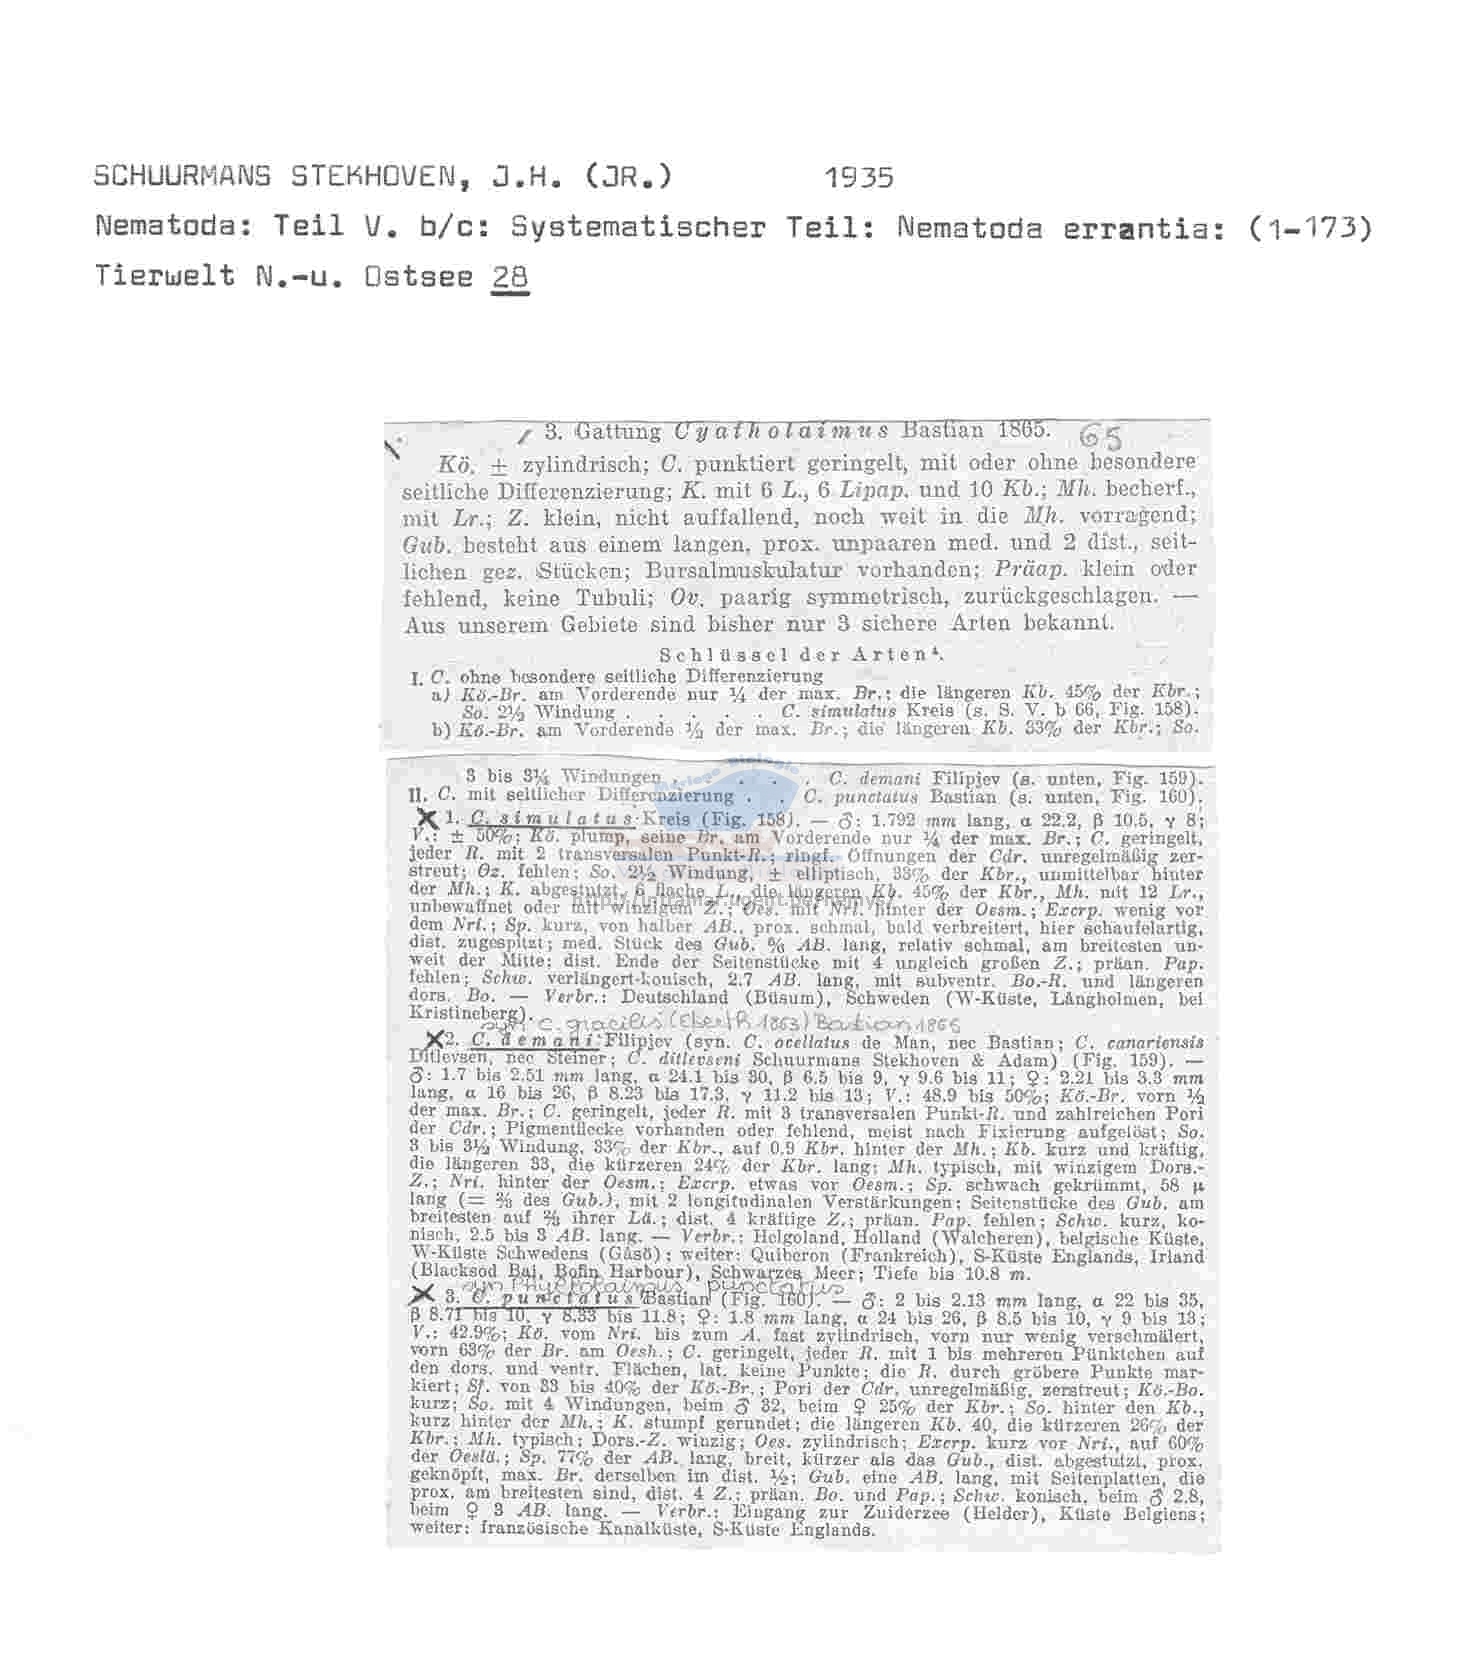 SCHUURMANS STEKHOVEN, J.H. (JR.) 1935
Nematoda: Teil V. b/c: Systematischer Teil: Nematoda errantia: (1-173)
Tierwelt N.-u. Ostsee 28
3. Gattung Cyatholaimus Bastian 1865. 65
Kö. ± zylindrisch; C. punktiert geringelt, mit oder ohne besondere
seitliche Differenzierung; K. mit 6 L., 6 Lipap. und 10 Kb.; Mh. becherf.,
mit Lr.; Z. klein, nicht auffallend, noch weit in die Mh. vorragend;
Gub. besteht aus einem langen, prox. unpaaren med. und 2 dist., seit-
lichen gez. Stücken; Bursalmuskulatur vorhanden; Präap. klein oder
fehlend, keine Tubuli; Ov. paarig symmetrisch, zurückgeschlagen. —
Aus unserem Gebiete sind bisher nur 3 sichere Arten bekannt.
Schlüssel der Arten⁴.
I. C. ohne besondere seitliche Differenzierung
a) Kö.-Br. am Vorderende nur ¼ der max. Br.; die längeren Kb. 45% der Kbr.;
So. 2½ Windung . . . . . C. simulatus Kreis (s. S. V. b 66, Fig. 158).
b) Kö.-Br. am Vorderende ½ der max. Br.; die längeren Kb. 33% der Kbr.; So.
3 bis 3¼ Windungen . . . . . C. demani Filipjev (s. unten, Fig. 159).
II. C. mit seitlicher Differenzierung . . C. punctatus Bastian (s. unten, Fig. 160).
1. C. simulatus Kreis (Fig. 158). — ♂: 1.792 mm lang, α 22.2, β 10.5, γ 8;
V.: ± 50%; Kö. plump, seine Br. am Vorderende nur ¼ der max. Br.; C. geringelt,
jeder R. mit 2 transversalen Punkt-R.; ringf. Öffnungen der Cdr. unregelmäßig zer-
streut; Oz. fehlen; So. 2½ Windung, ± elliptisch, 33% der Kbr., unmittelbar hinter
der Mh.; K. abgestutzt, 6 flache L., die längeren Kb. 45% der Kbr., Mh. mit 12 Lr.,
unbewaffnet oder mit winzigem Z.; Oes. mit Nri. hinter der Oesm.; Excrp. wenig vor
dem Nri.; Sp. kurz, von halber AB., prox. schmal, bald verbreitert, hier schaufelartig,
dist. zugespitzt; med. Stück des Gub. AB. lang, relativ schmal, am breitesten un-
weit der Mitte; dist. Ende der Seitenstücke mit 4 ungleich großen Z.; präan. Pap.
fehlen; Schw. verlängert-konisch, 2.7 AB. lang, mit subventr. Bo.-R. und längeren
dors. Bo. — Verbr.: Deutschland (Büsum), Schweden (W-Küste, Långholmen, bei
Kristineberg).
syn C. gracilis (Eberth 1863) Bastian 1865
2. C. demani Filipjev (syn. C. ocellatus de Man, nec Bastian; C. canariensis
Ditlevsen, nec Steiner; C. ditlevseni Schuurmans Stekhoven & Adam) (Fig. 159). —
♂: 1.7 bis 2.51 mm lang, α 24.1 bis 30, β 6.5 bis 9, γ 9.6 bis 11; ♀: 2.21 bis 3.3 mm
lang, α 16 bis 26, β 8.23 bis 17.3, γ 11.2 bis 13; V.: 48.9 bis 50%; Kö.-Br. vorn ½
der max. Br.; C. geringelt, jeder R. mit 3 transversalen Punkt-R. und zahlreichen Pori
der Cdr.; Pigmentflecke vorhanden oder fehlend, meist nach Fixierung aufgelöst; So.
3 bis 3½ Windung, 33% der Kbr., auf 0.9 Kbr. hinter der Mh.; Kb. kurz und kräftig,
die längeren 33, die kürzeren 24% der Kbr. lang; Mh. typisch, mit winzigem Dors.-
Z.; Nri. hinter der Oesm.; Excrp. etwas vor Oesm.; Sp. schwach gekrümmt, 58 µ
lang (= ⅔ des Gub.), mit 2 longitudinalen Verstärkungen; Seitenstücke des Gub. am
breitesten auf ⅔ ihrer Lä.; dist. 4 kräftige Z.; präan. Pap. fehlen; Schw. kurz, ko-
nisch, 2.5 bis 3 AB. lang. — Verbr.: Helgoland, Holland (Walcheren), belgische Küste,
W-Küste Schwedens (Gåsö); weiter: Quiberon (Frankreich), S-Küste Englands, Irland
(Blacksod Bai, Bofin Harbour), Schwarzes Meer; Tiefe bis 10.8 m.
syn Phyllolaimus punctatus
3. C. punctatus Bastian (Fig. 160). — ♂: 2 bis 2.13 mm lang, α 22 bis 35,
β 8.71 bis 10, γ 8.33 bis 11.8; ♀: 1.8 mm lang, α 24 bis 26, β 8.5 bis 10, γ 9 bis 13;
V.: 42.9%; Kö. vom Nri. bis zum A. fast zylindrisch, vorn nur wenig verschmälert,
vorn 63% der Br. am Oesh.; C. geringelt, jeder R. mit 1 bis mehreren Pünktchen auf
den dors. und ventr. Flächen, lat. keine Punkte; die R. durch gröbere Punkte mar-
kiert; Sf. von 33 bis 40% der Kö.-Br.; Pori der Cdr. unregelmäßig, zerstreut; Kö.-Bo.
kurz; So. mit 4 Windungen, beim ♂ 32, beim ♀ 25% der Kbr.; So. hinter den Kb.,
kurz hinter der Mh.; K. stumpf gerundet; die längeren Kb. 40, die kürzeren 26% der
Kbr.; Mh. typisch; Dors.-Z. winzig; Oes. zylindrisch; Excrp. kurz vor Nri., auf 60%
der Oeslä.; Sp. 77% der AB. lang, breit, kürzer als das Gub., dist. abgestutzt, prox.
geknöpft, max. Br. derselben im dist. ½; Gub. eine AB. lang, mit Seitenplatten, die
prox. am breitesten sind, dist. 4 Z.; präan. Bo. und Pap.; Schw. konisch, beim ♂ 2.8,
beim ♀ 3 AB. lang. — Verbr.: Eingang zur Zuiderzee (Helder), Küste Belgiens;
weiter: französische Kanalküste, S-Küste Englands.